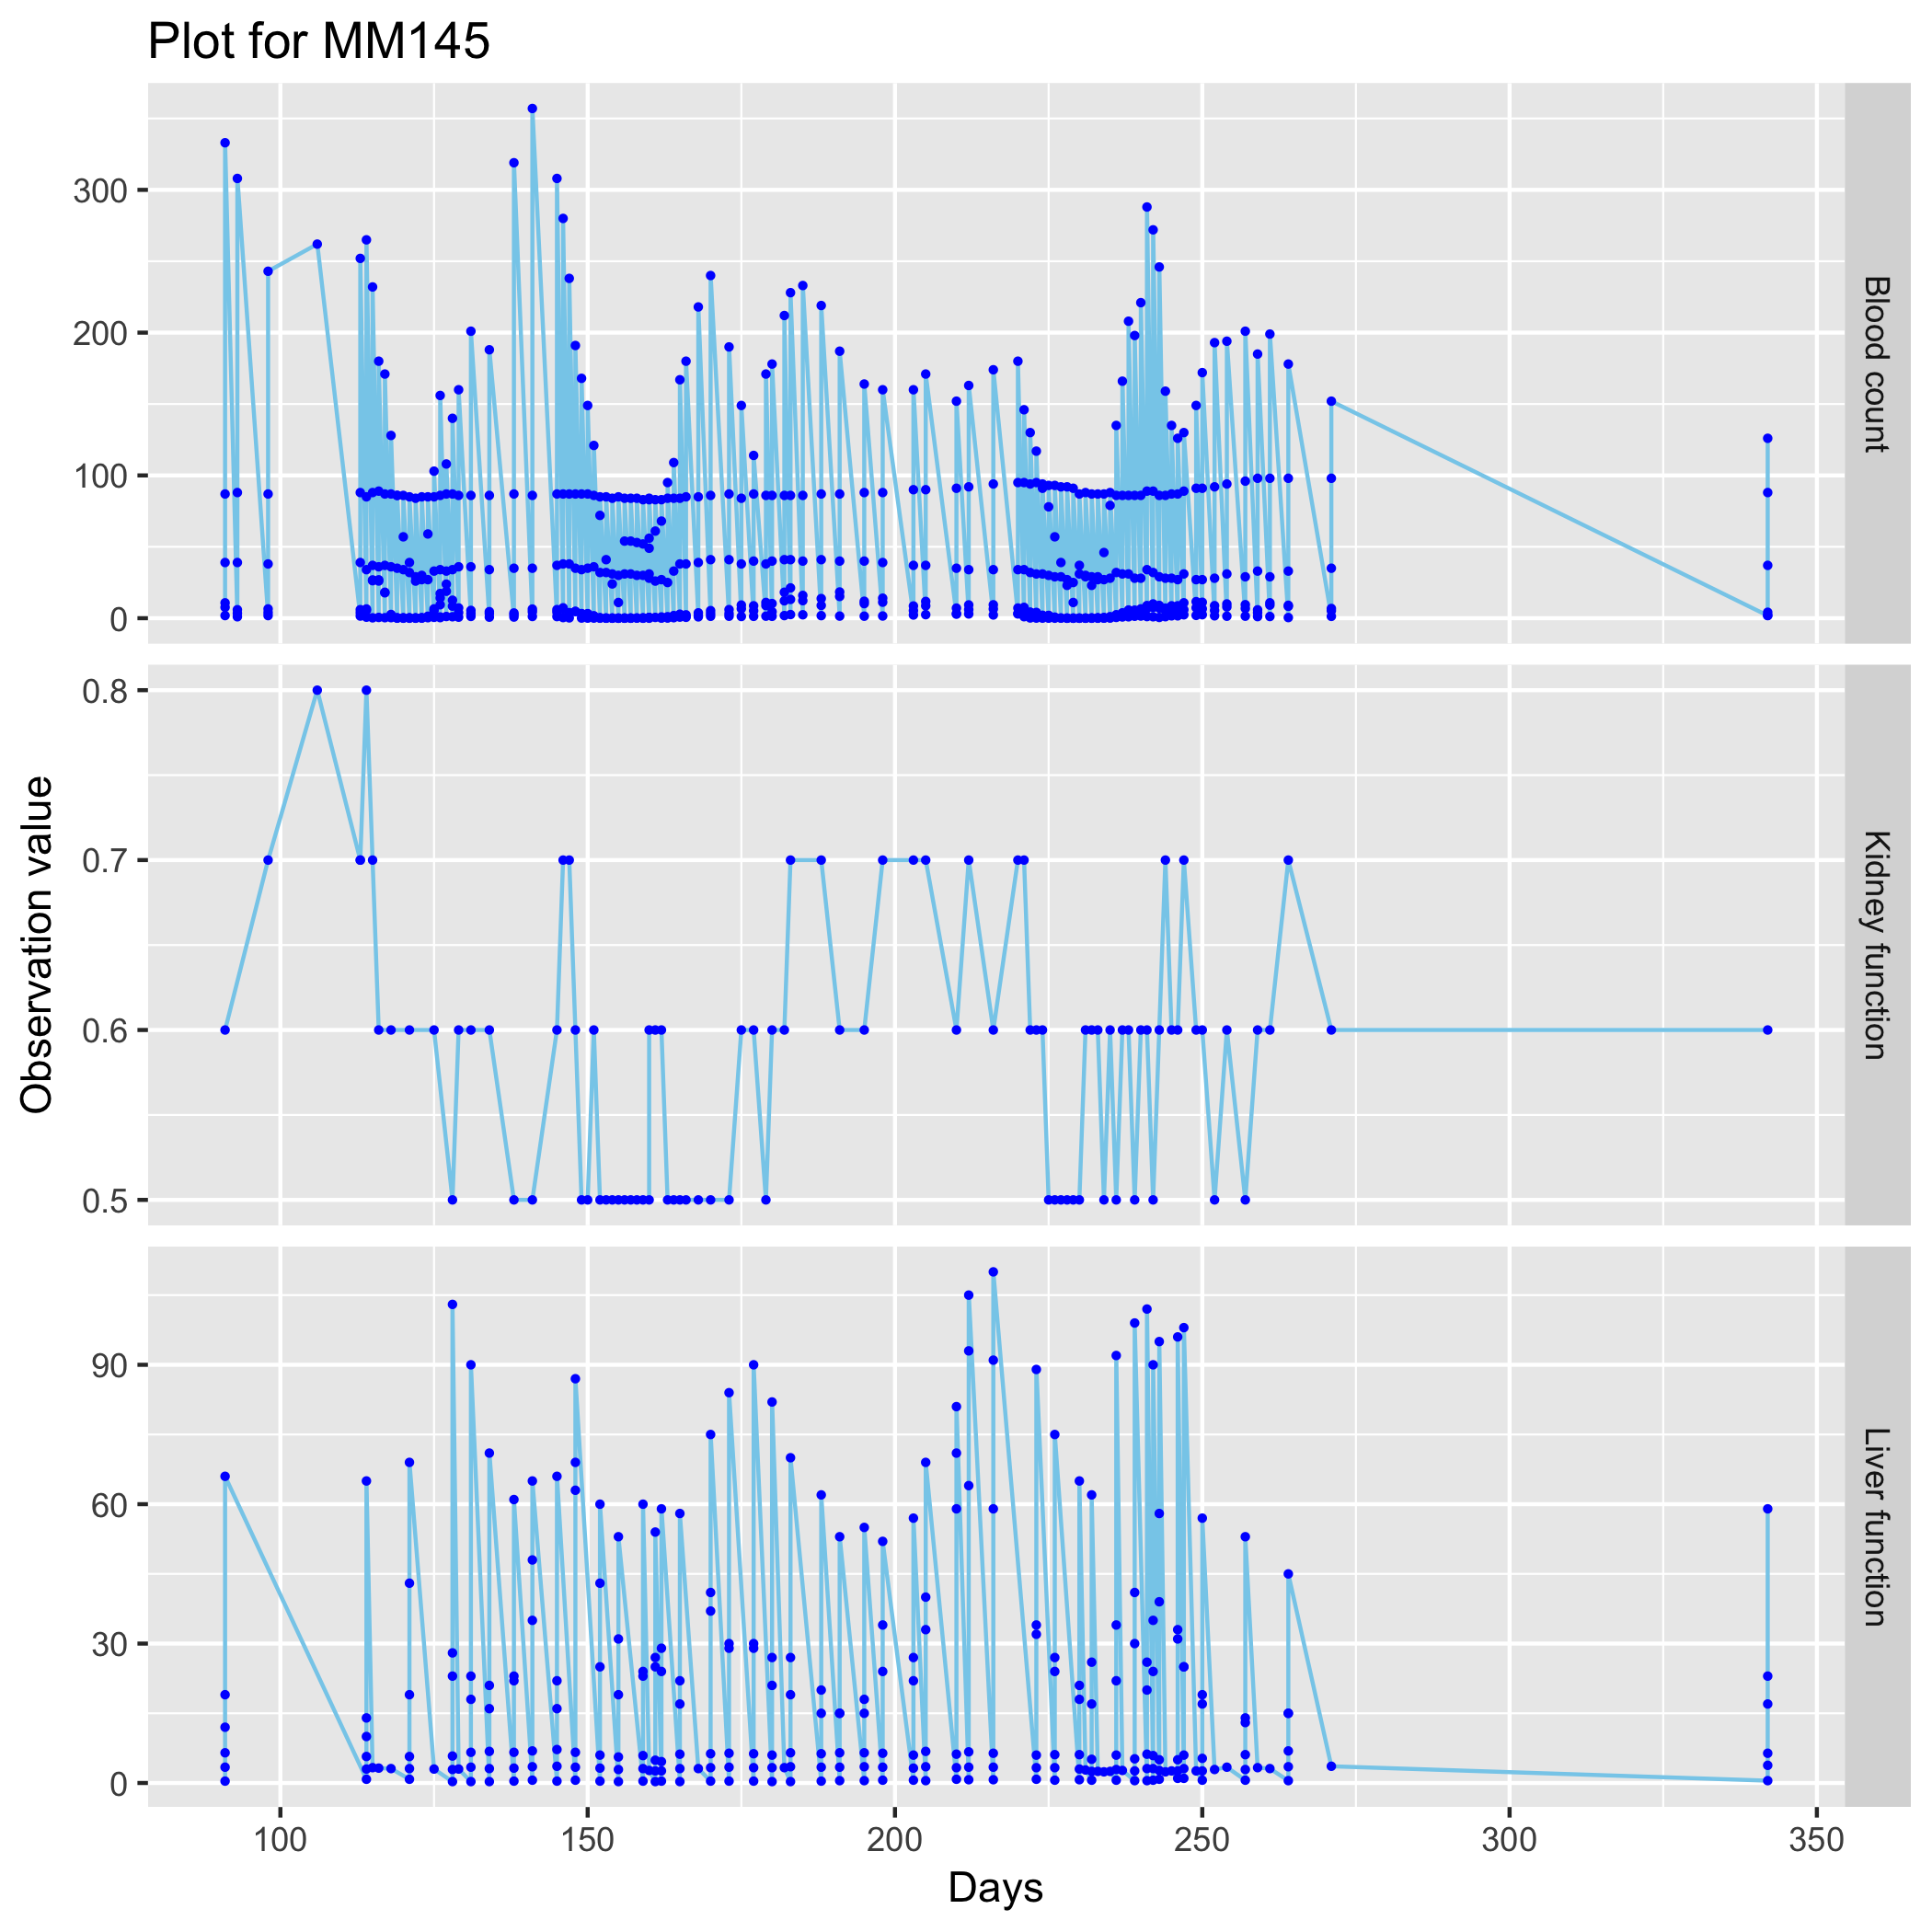 Plot for MM145
300
200
100
0
Blood count
0.8
0.7
0.6
0.5
Kidney function
Observation value
90
60
30
0
Liver function
100 150 200 250 300 350
Days